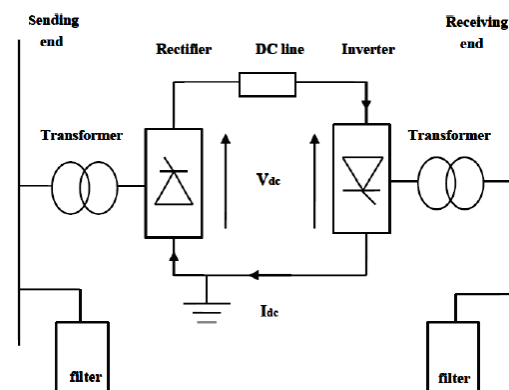 Sending
end
Receiving
end
Rectifier
DC line
Inverter
Transformer
Transformer
Vdc
Idc
filter
filter